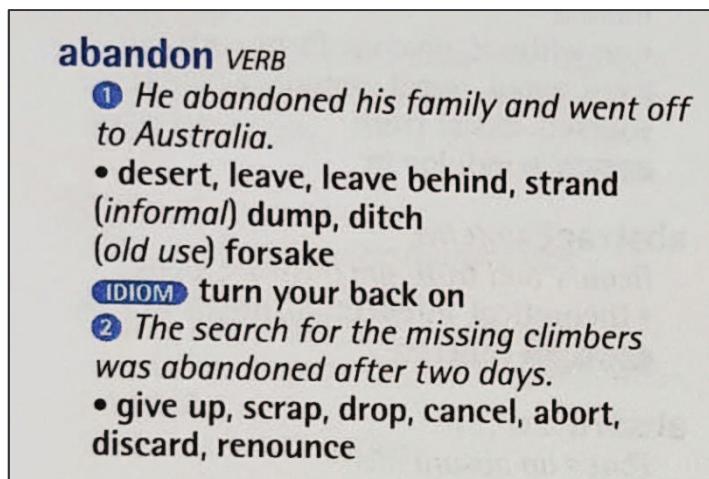 abandon VERB
1 He abandoned his family and went off
to Australia.
• desert, leave, leave behind, strand
(informal) dump, ditch
(old use) forsake
IDIOM turn your back on
2 The search for the missing climbers
was abandoned after two days.
• give up, scrap, drop, cancel, abort,
discard, renounce